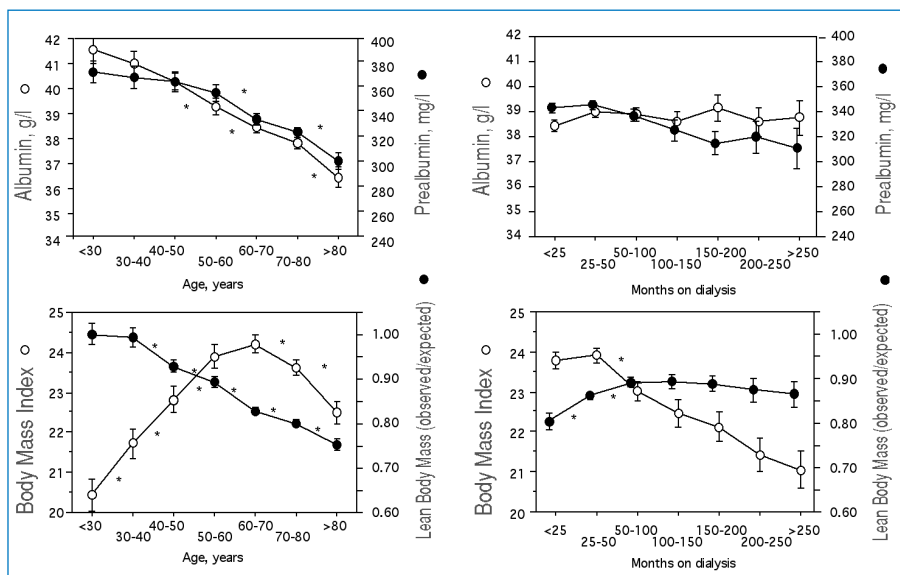 42
41
40
39
38
37
36
35
34
Albumin, g/l
400
380
360
340
320
300
280
260
240
Prealbumin, mg/l
* * * * * *
<30 40-50 60-70 >80
30-40 50-60 70-80
Age, years
42
41
40
39
38
37
36
35
34
Albumin, g/l
400
380
360
340
320
300
280
260
240
Prealbumin, mg/l
<25 50-100 150-200 >250
25-50 100-150 200-250
Months on dialysis
25
24
23
22
21
20
Body Mass Index
1.00
0.90
0.80
0.70
0.60
Lean Body Mass (observed/expected)
* * * * * * * * * *
<30 40-50 60-70 >80
30-40 50-60 70-80
Age, years
25
24
23
22
21
20
Body Mass Index
1.00
0.90
0.80
0.70
0.60
Lean Body Mass (observed/expected)
* * *
<25 50-100 150-200 >250
25-50 100-150 200-250
Months on dialysis